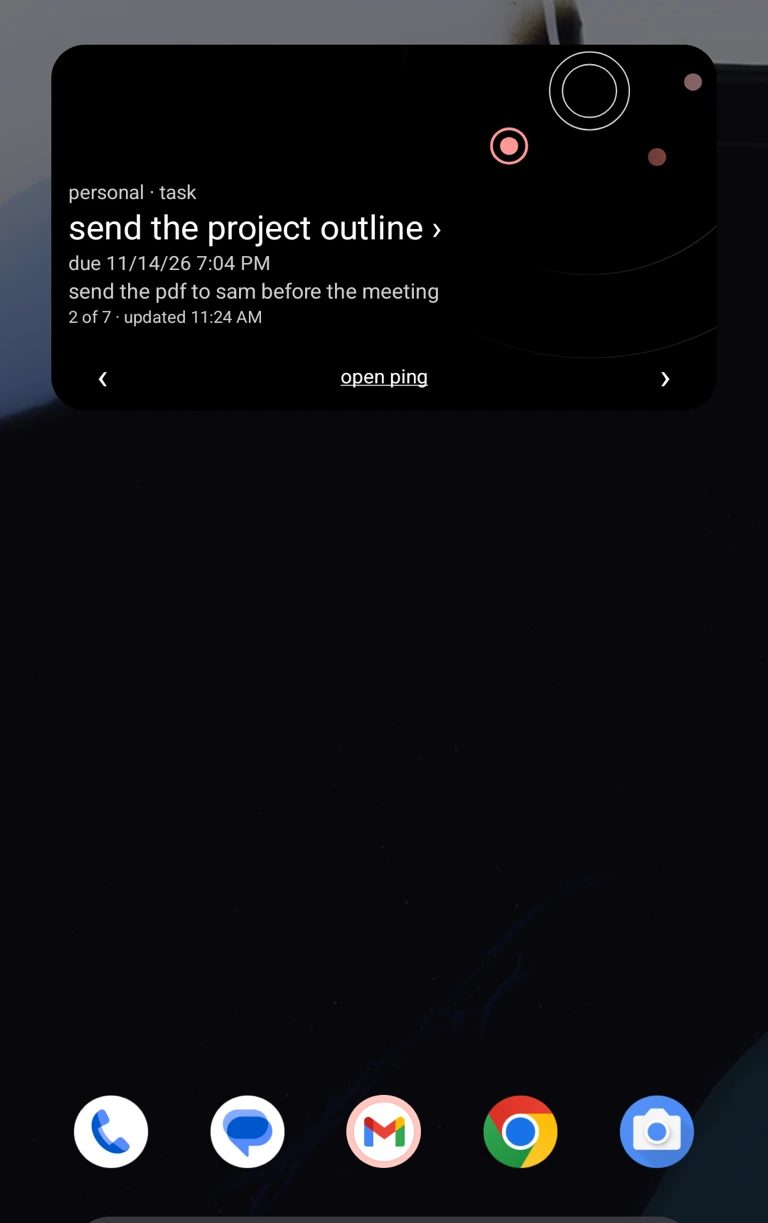 personal · task
send the project outline ›
due 11/14/26 7:04 PM
send the pdf to sam before the meeting
2 of 7 · updated 11:24 AM
‹ open ping ›